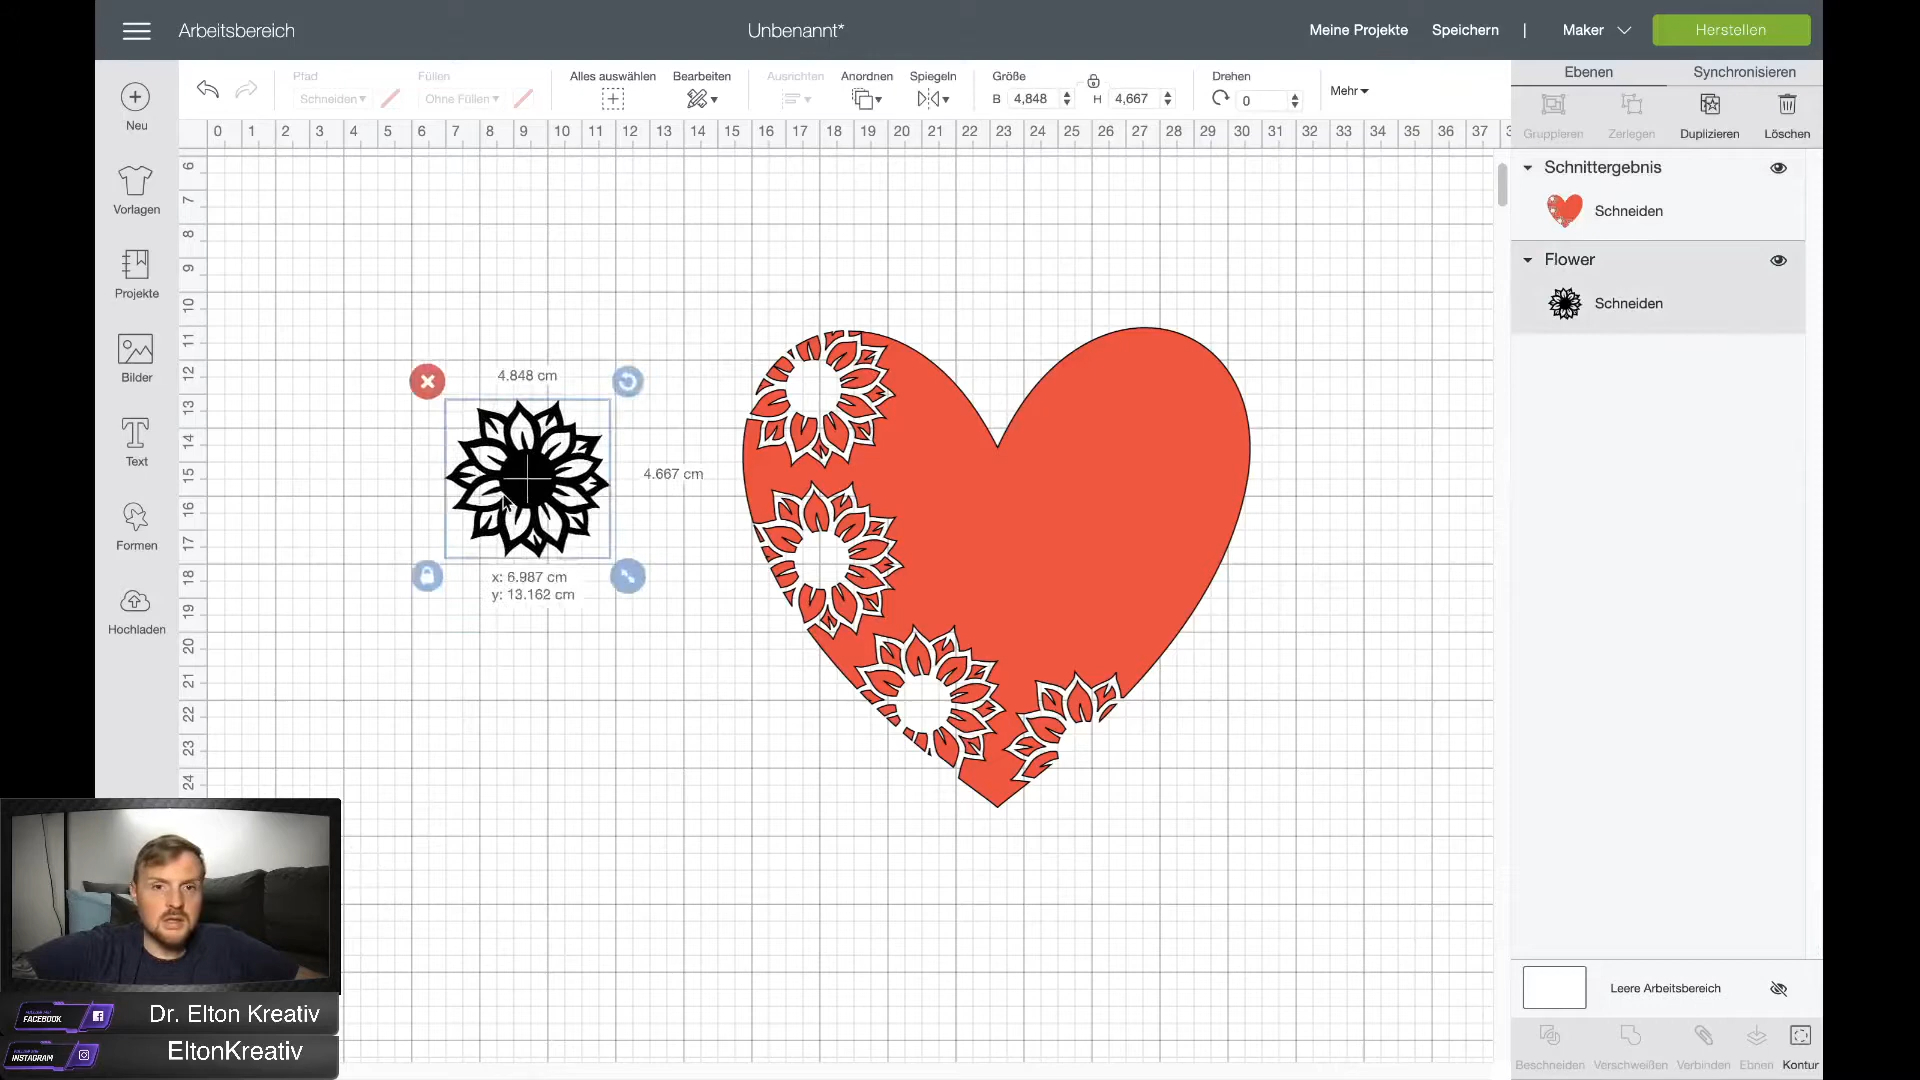 Arbeitsbereich
Unbenannt*
Meine Projekte
Speichern
|
Maker
Herstellen
Neu
Vorlagen
Projekte
Bilder
Text
Formen
Hochladen
Pfad
Schneiden
Füllen
Ohne Füllen
Alles auswählen
Bearbeiten
Ausrichten
Anordnen
Spiegeln
Größe
B 4,848
H 4,667
Drehen
0
Mehr
0 1 2 3 4 5 6 7 8 9 10 11 12 13 14 15 16 17 18 19 20 21 22 23 24 25 26 27 28 29 30 31 32 33 34 35 36 37
6
7
8
9
10
11
12
13
14
15
16
17
18
19
20
21
22
23
24
4.848 cm
4.667 cm
x: 6.987 cm
y: 13.162 cm
Ebenen
Synchronisieren
Gruppieren
Zerlegen
Duplizieren
Löschen
Schnittergebnis
Schneiden
Flower
Schneiden
Leere Arbeitsbereich
Beschneiden
Verschweißen
Verbinden
Ebnen
Kontur
FACEBOOK
Dr. Elton Kreativ
INSTAGRAM
EltonKreativ